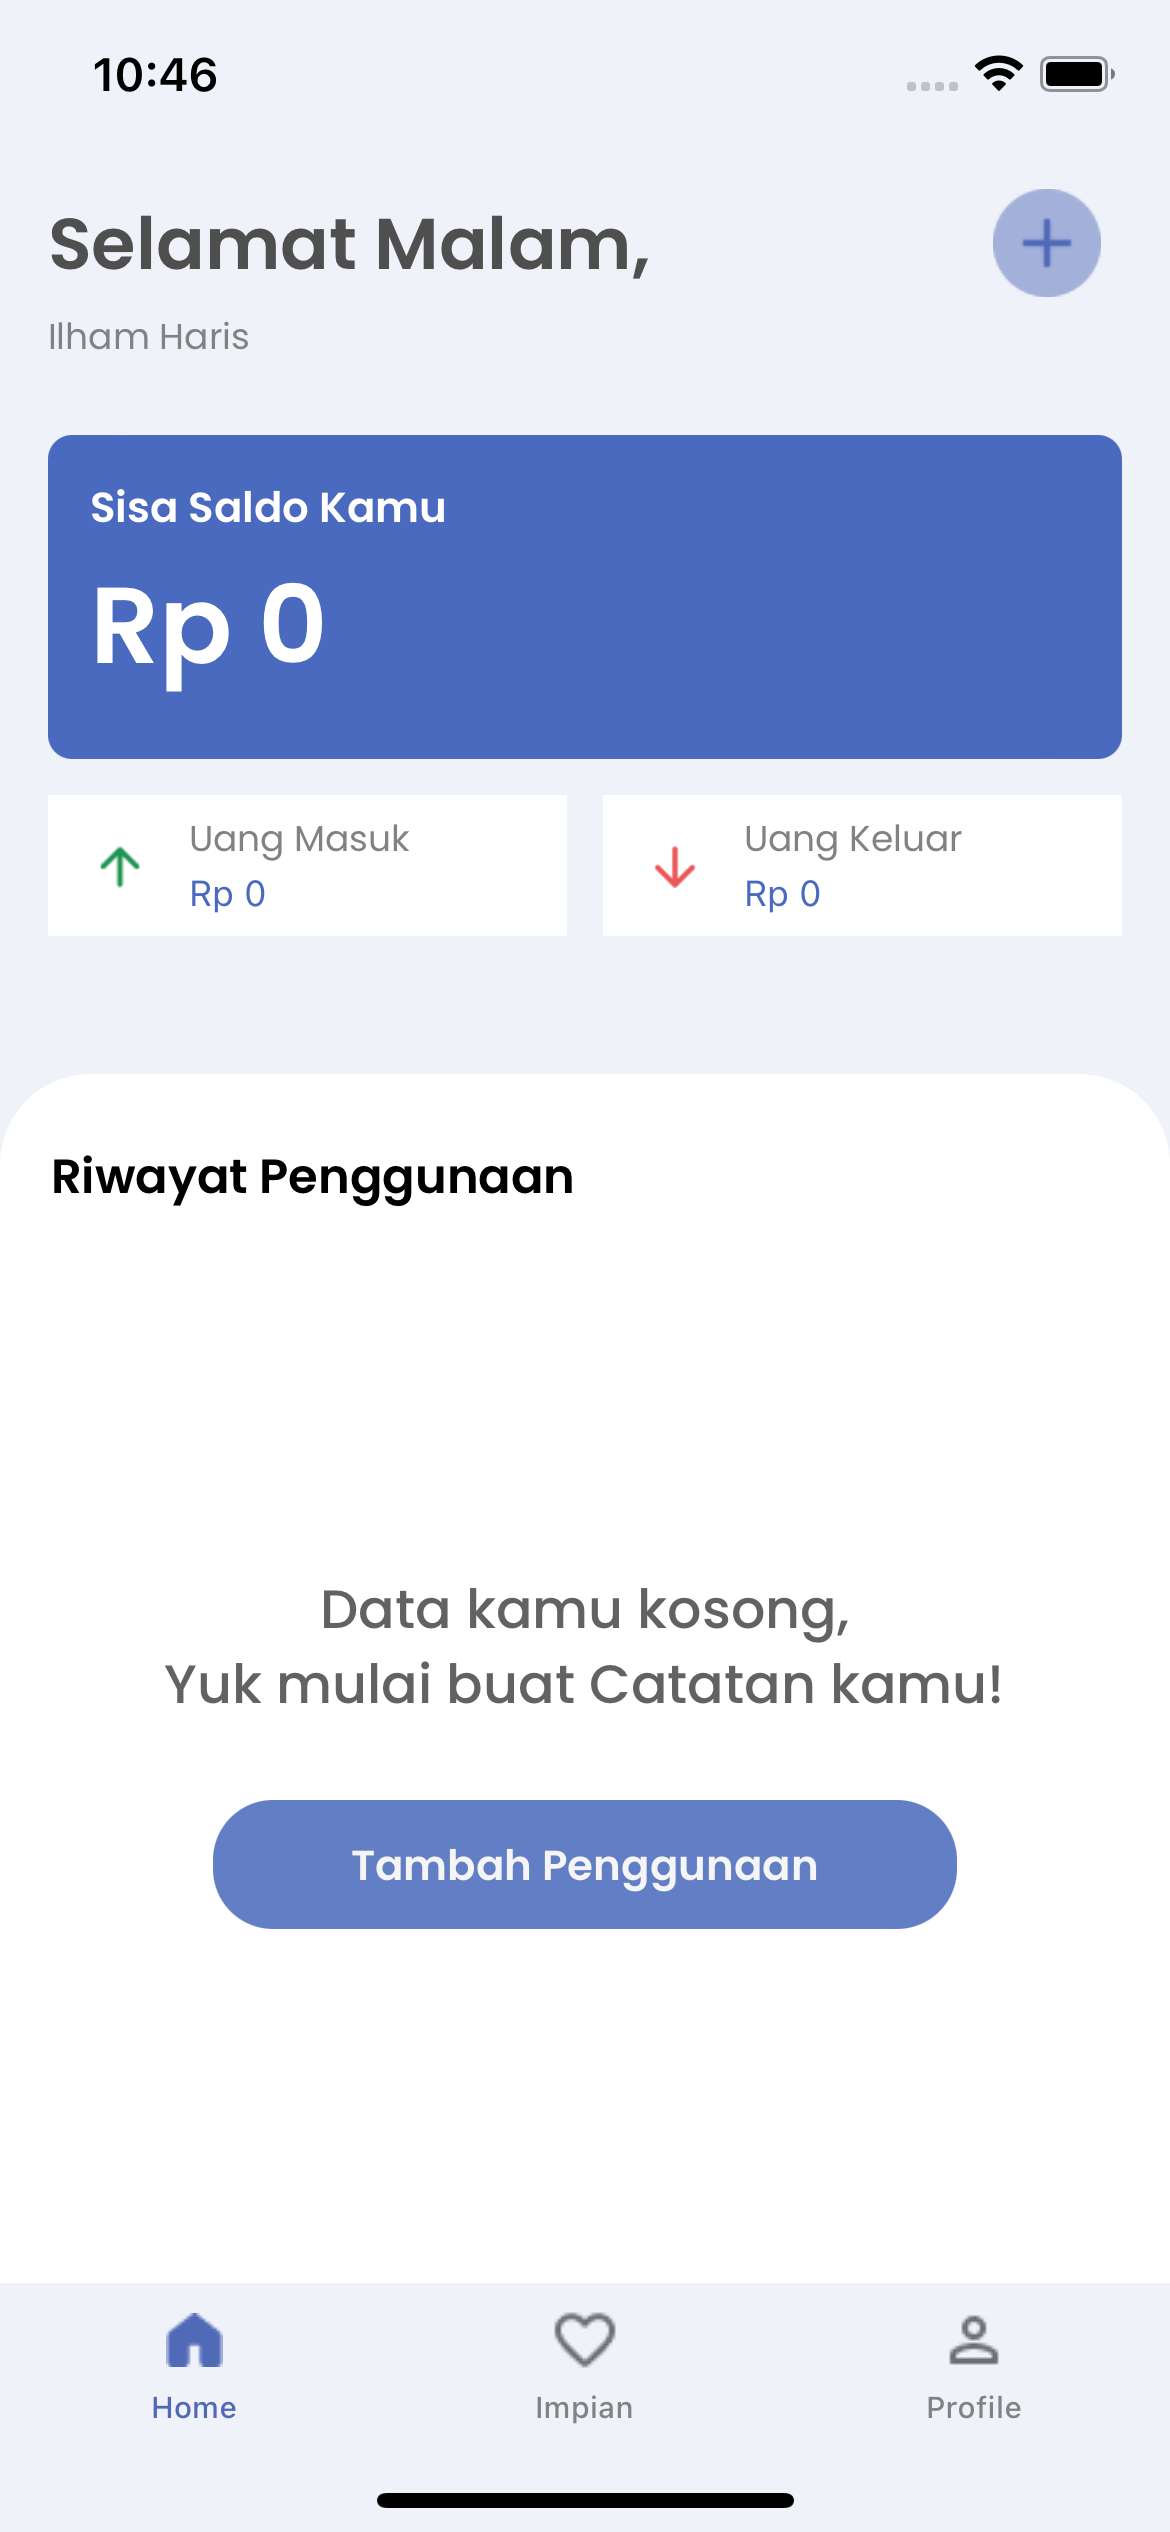 10:46
Selamat Malam,
Ilham Haris
Sisa Saldo Kamu
Rp 0
Uang Masuk
Rp 0
Uang Keluar
Rp 0
Riwayat Penggunaan
Data kamu kosong,
Yuk mulai buat Catatan kamu!
Tambah Penggunaan
Home
Impian
Profile